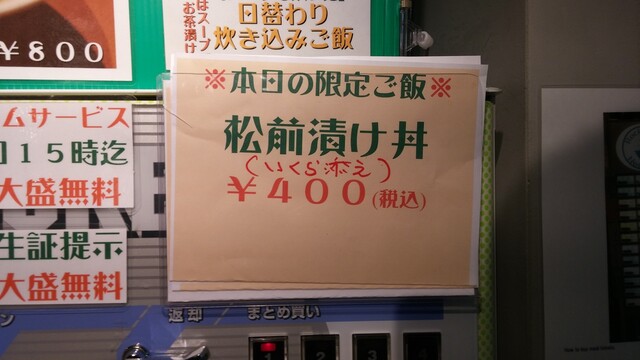 ¥800
はスープ
お茶漬け
日替わり
炊き込みご飯
ムサービス
15時迄
大盛無料
生証提示
大盛無料
※本日の限定ご飯※
松前漬け丼
(いくら添え)
¥400(税込)
返却
まとめ買い
1
2
3